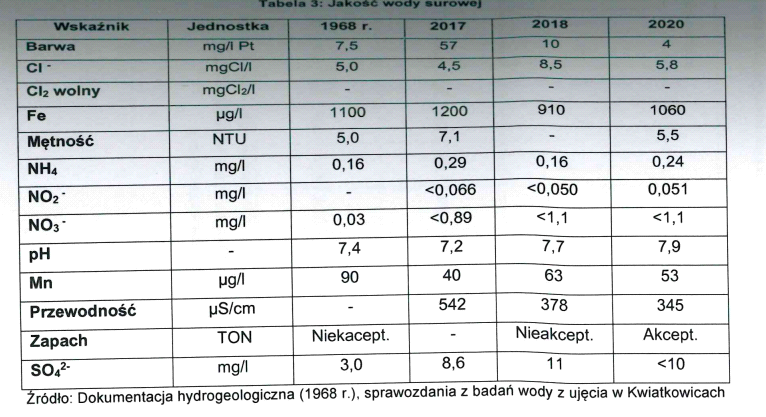 Tabela 3: Jakość wody surowej
Wskaźnik Jednostka 1968 r. 2017 2018 2020
Barwa mg/l Pt 7,5 57 10 4
Cl - mgCl/l 5,0 4,5 8,5 5,8
Cl₂ wolny mgCl₂/l - - - -
Fe µg/l 1100 1200 910 1060
Mętność NTU 5,0 7,1 - 5,5
NH₄ mg/l 0,16 0,29 0,16 0,24
NO₂ - mg/l - <0,066 <0,050 0,051
NO₃ - mg/l 0,03 <0,89 <1,1 <1,1
pH - 7,4 7,2 7,7 7,9
Mn µg/l 90 40 63 53
Przewodność µS/cm - 542 378 345
Zapach TON Niekacept. - Nieakcept. Akcept.
SO₄²⁻ mg/l 3,0 8,6 11 <10
Źródło: Dokumentacja hydrogeologiczna (1968 r.), sprawozdania z badań wody z ujęcia w Kwiatkowicach